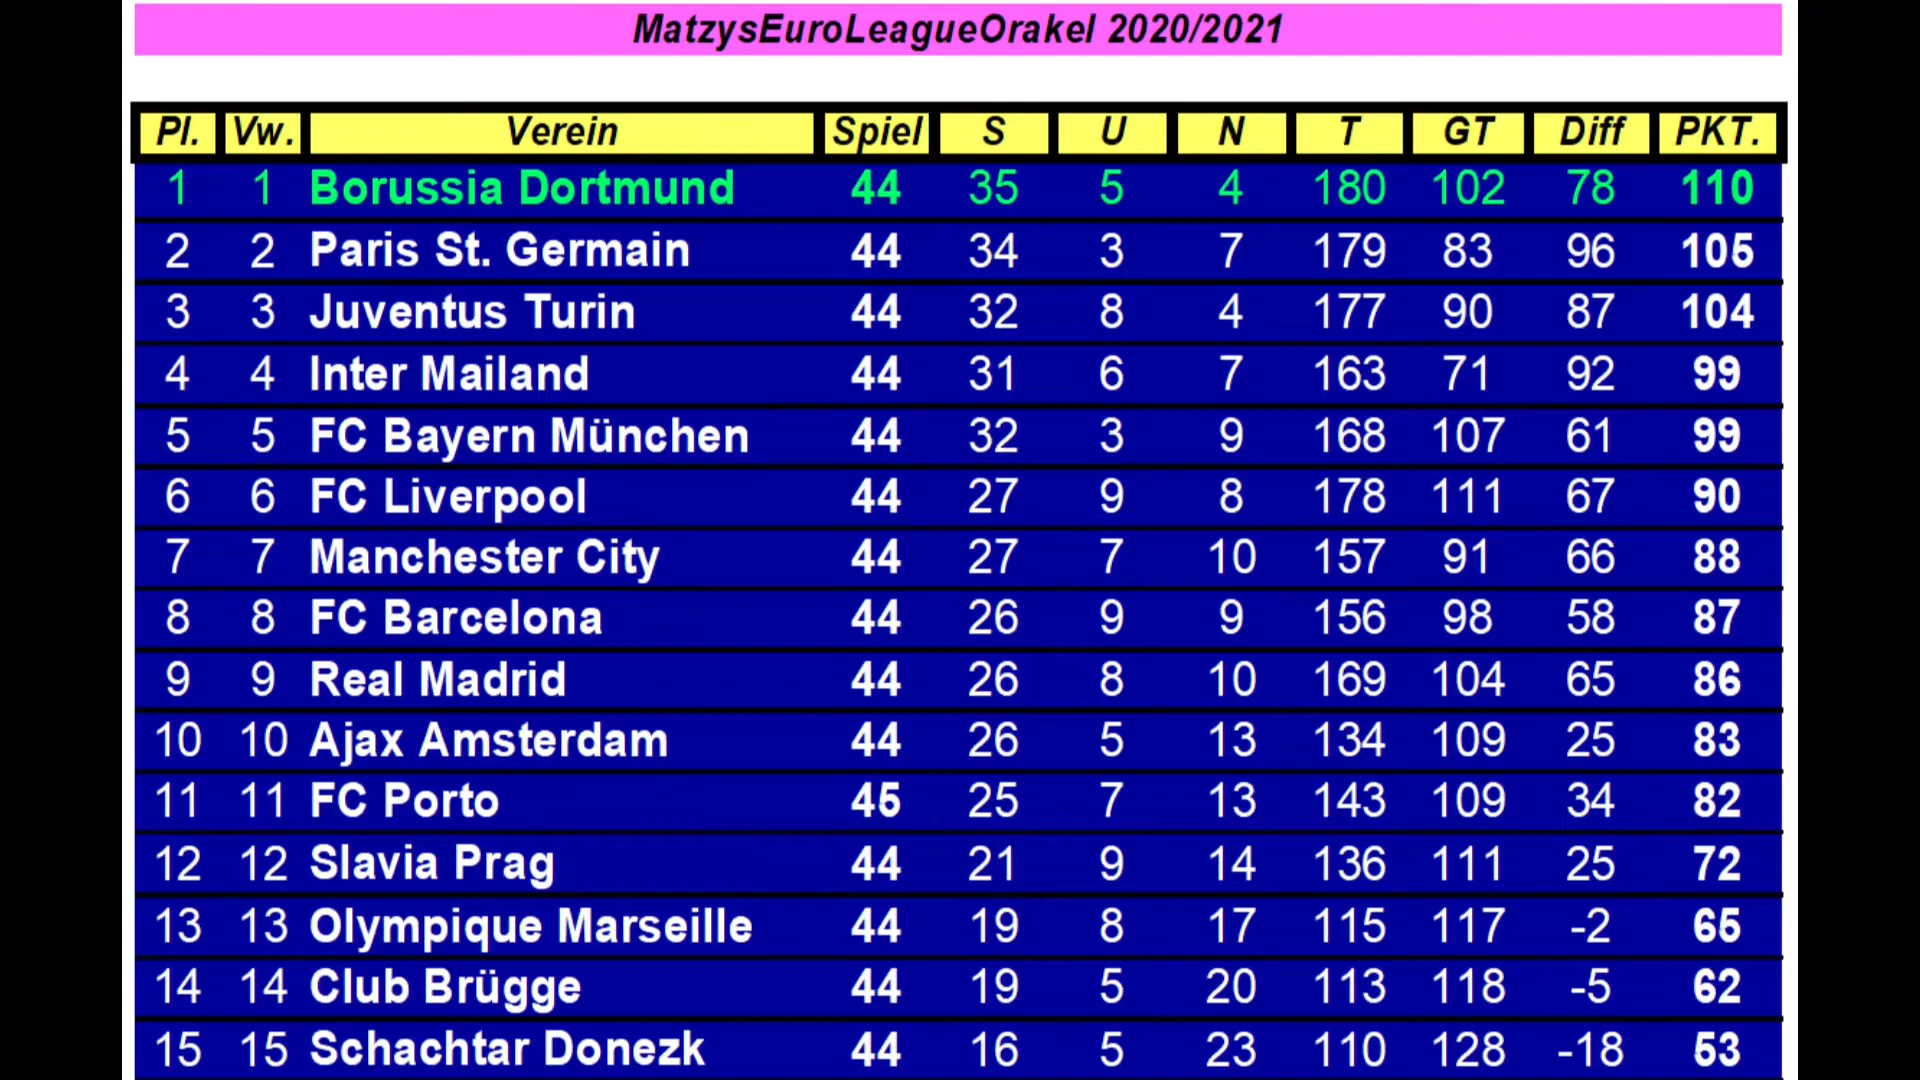 MatzysEuroLeagueOrakel 2020/2021
Pl. Vw. Verein Spiel S U N T GT Diff PKT.
1 1 Borussia Dortmund 44 35 5 4 180 102 78 110
2 2 Paris St. Germain 44 34 3 7 179 83 96 105
3 3 Juventus Turin 44 32 8 4 177 90 87 104
4 4 Inter Mailand 44 31 6 7 163 71 92 99
5 5 FC Bayern München 44 32 3 9 168 107 61 99
6 6 FC Liverpool 44 27 9 8 178 111 67 90
7 7 Manchester City 44 27 7 10 157 91 66 88
8 8 FC Barcelona 44 26 9 9 156 98 58 87
9 9 Real Madrid 44 26 8 10 169 104 65 86
10 10 Ajax Amsterdam 44 26 5 13 134 109 25 83
11 11 FC Porto 45 25 7 13 143 109 34 82
12 12 Slavia Prag 44 21 9 14 136 111 25 72
13 13 Olympique Marseille 44 19 8 17 115 117 -2 65
14 14 Club Brügge 44 19 5 20 113 118 -5 62
15 15 Schachtar Donezk 44 16 5 23 110 128 -18 53